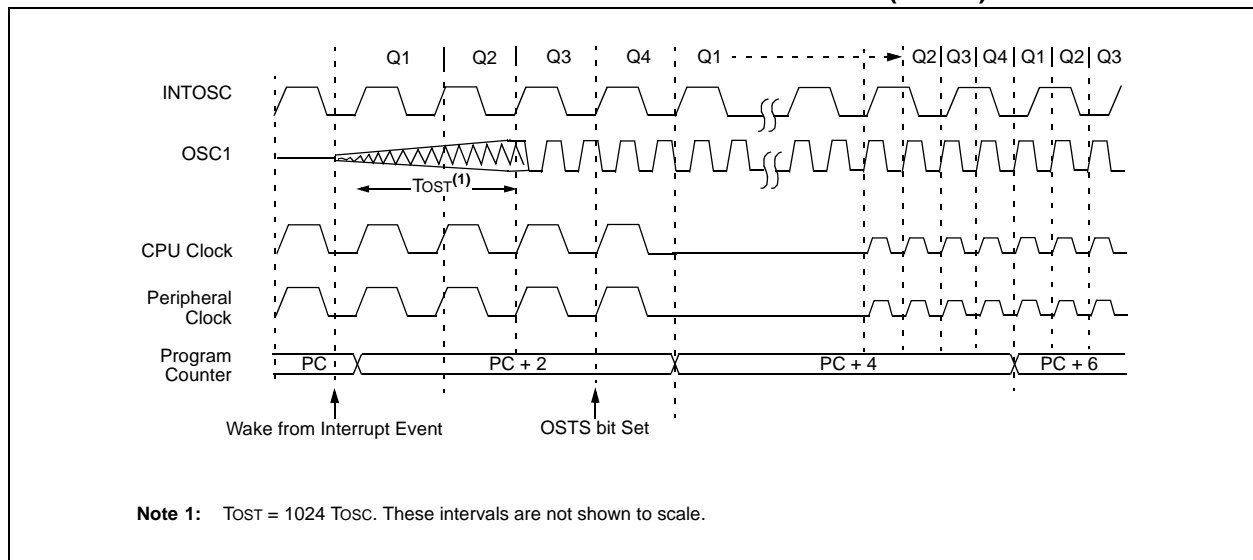 Q1 Q2 Q3 Q4 Q1 Q2 Q3 Q4 Q1 Q2 Q3
INTOSC
OSC1
TOST(1)
CPU Clock
Peripheral
Clock
Program
Counter
PC PC + 2 PC + 4 PC + 6
Wake from Interrupt Event OSTS bit Set
Note 1: TOST = 1024 TOSC. These intervals are not shown to scale.